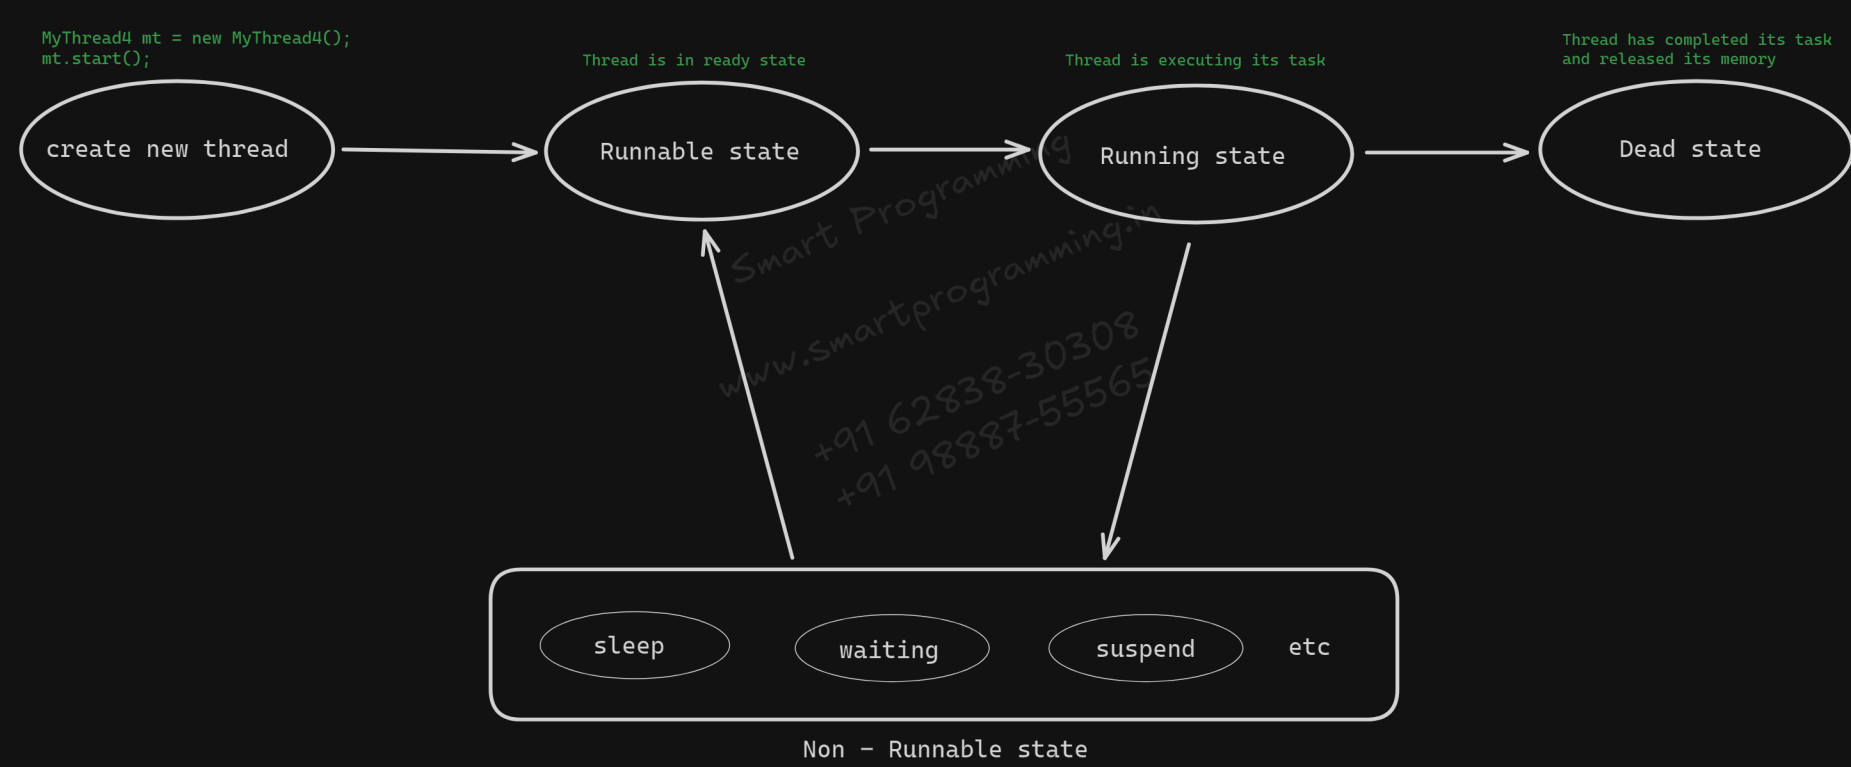 MyThread4 mt = new MyThread4();
mt.start();
Thread is in ready state
Thread is executing its task
Thread has completed its task
and released its memory
create new thread
Runnable state
Running state
Dead state
Smart Programming
www.smartprogramming.in
+91 62838-30308
+91 98887-55565
sleep
waiting
suspend
etc
Non - Runnable state